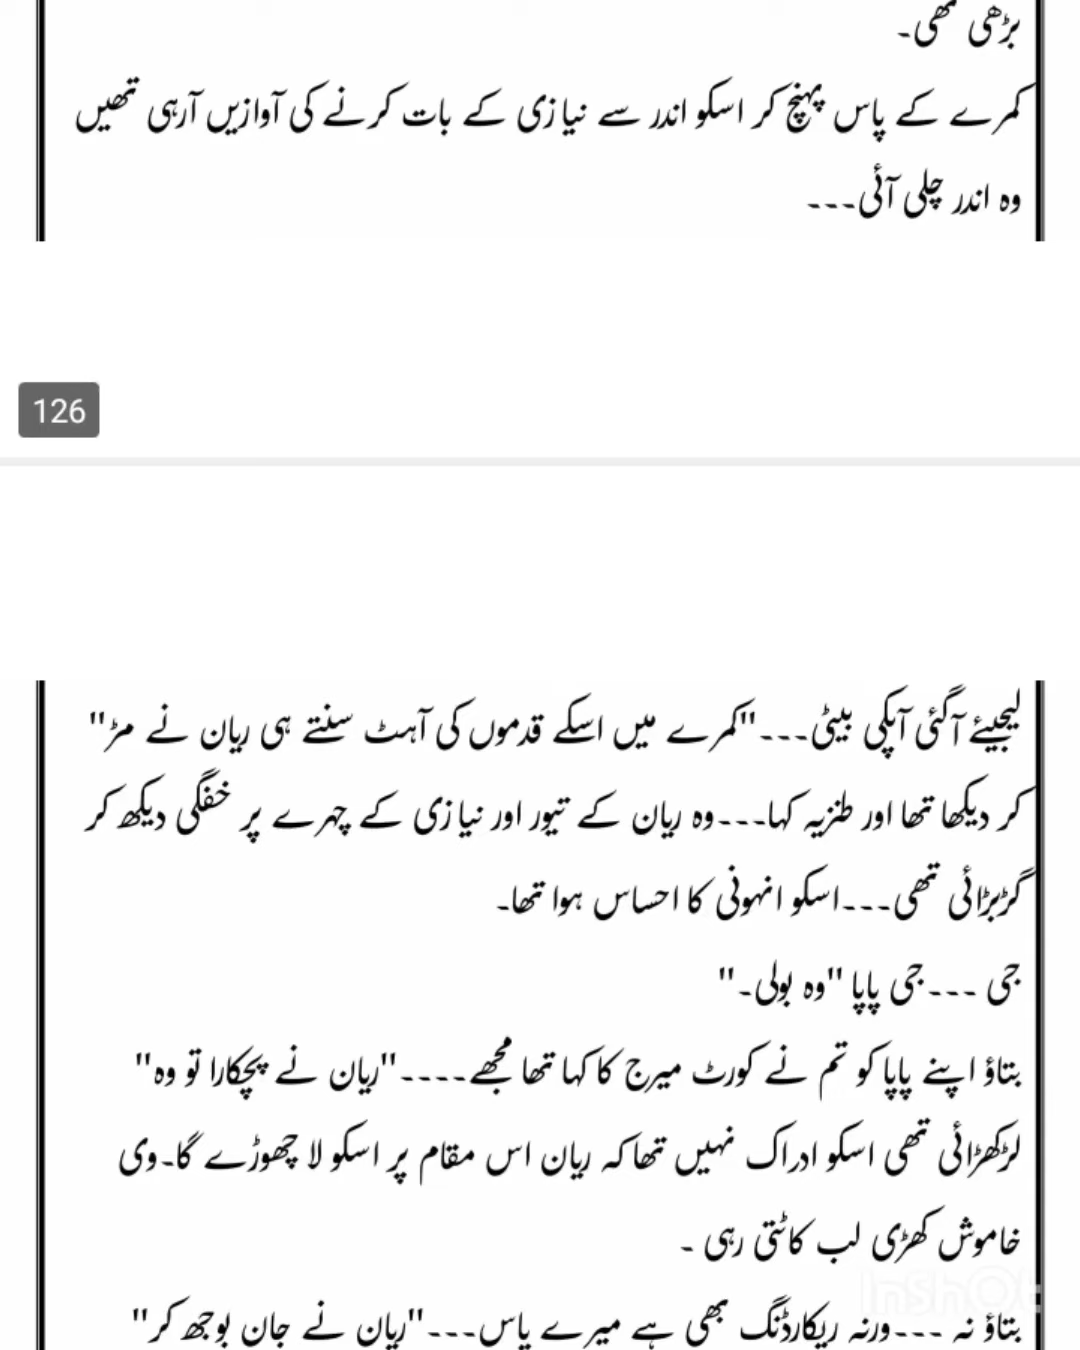 بڑھی تھی۔
کمرے کے پاس پہنچ کر اسکو اندر سے نیازی کے بات کرنے کی آوازیں آرہی تھیں
وہ اندر چلی آئی۔۔۔
126
لیجیئے آگئی آپکی بیٹی۔۔۔"کمرے میں اسکے قدموں کی آہٹ سنتے ہی ریان نے مڑ"
کر دیکھا تھا اور طنزیہ کہا۔۔۔وہ ریان کے تیور اور نیازی کے چہرے پر خفگی دیکھ کر
گڑبڑائی تھی۔۔۔اسکو انہونی کا احساس ہوا تھا۔
جی ۔۔۔جی پاپا "وہ بولی۔"
بتاؤ اپنے پاپا کو تم نے کورٹ میرج کا کہا تھا مجھے۔۔۔۔"ریان نے پچکارا تو وہ"
لڑکھڑائی تھی اسکو ادراک نہیں تھا کہ ریان اس مقام پر اسکو لا چھوڑے گا۔وی
خاموش کھڑی لب کاٹتی رہی ۔
InShOt
بتاؤ نہ ۔۔۔ورنہ ریکارڈنگ بھی ہے میرے پاس۔۔۔"ریان نے جان بوجھ کر"